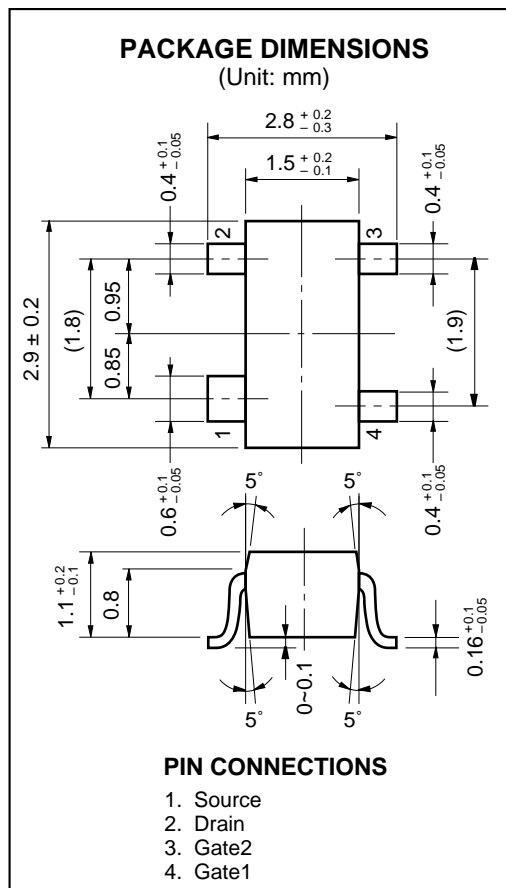 PACKAGE DIMENSIONS
(Unit: mm)
2.8 +0.2 −0.3
1.5 +0.2 −0.1
0.4 +0.1 −0.05
0.4 +0.1 −0.05
2
3
2.9 ± 0.2
(1.8)
0.95
0.85
(1.9)
1
4
0.6 +0.1 −0.05
0.4 +0.1 −0.05
5°
5°
1.1 +0.2 −0.1
0.8
0~0.1
0.16 +0.1 −0.05
5°
5°
PIN CONNECTIONS
1. Source
2. Drain
3. Gate2
4. Gate1